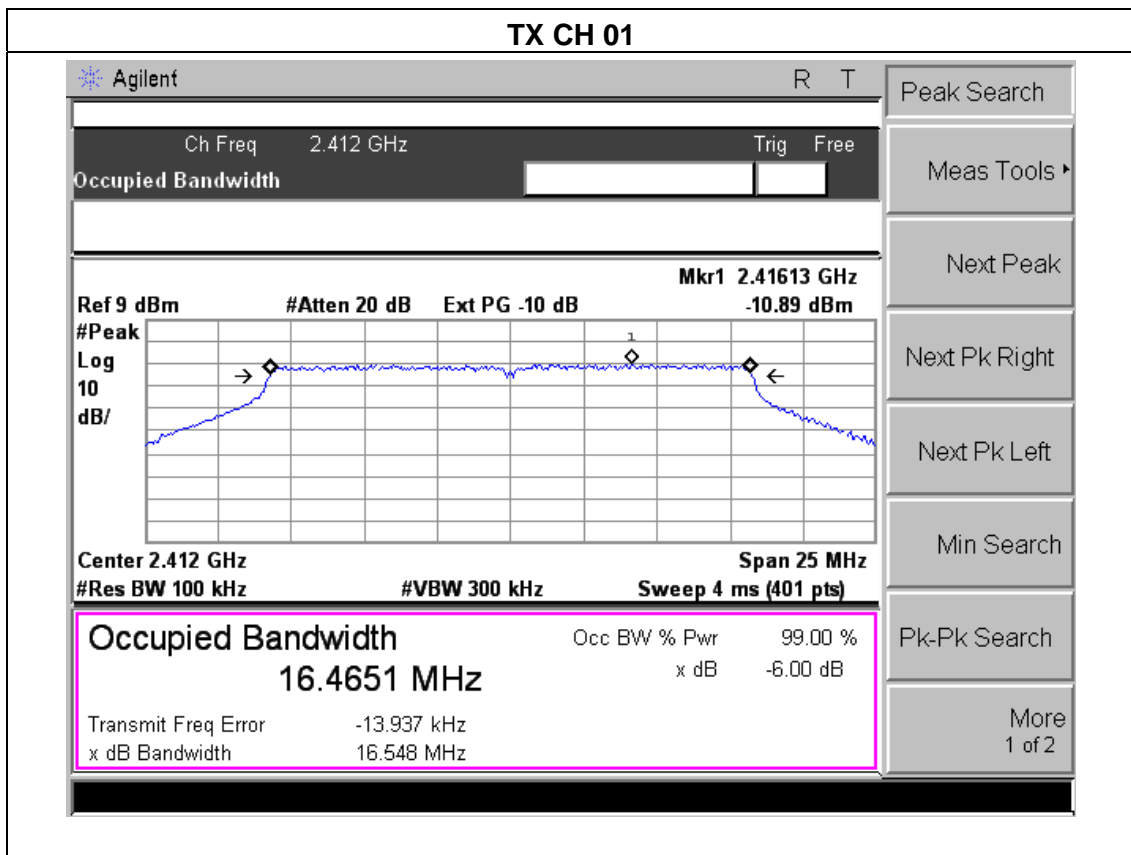 TX CH 01
Agilent R T
Ch Freq 2.412 GHz Trig Free
Occupied Bandwidth
Mkr1 2.41613 GHz
Ref 9 dBm #Atten 20 dB Ext PG -10 dB -10.89 dBm
#Peak
Log
10
dB/
1
Center 2.412 GHz Span 25 MHz
#Res BW 100 kHz #VBW 300 kHz Sweep 4 ms (401 pts)
Occupied Bandwidth Occ BW % Pwr 99.00 %
16.4651 MHz x dB -6.00 dB
Transmit Freq Error -13.937 kHz
x dB Bandwidth 16.548 MHz
Peak Search
Meas Tools
Next Peak
Next Pk Right
Next Pk Left
Min Search
Pk-Pk Search
More
1 of 2